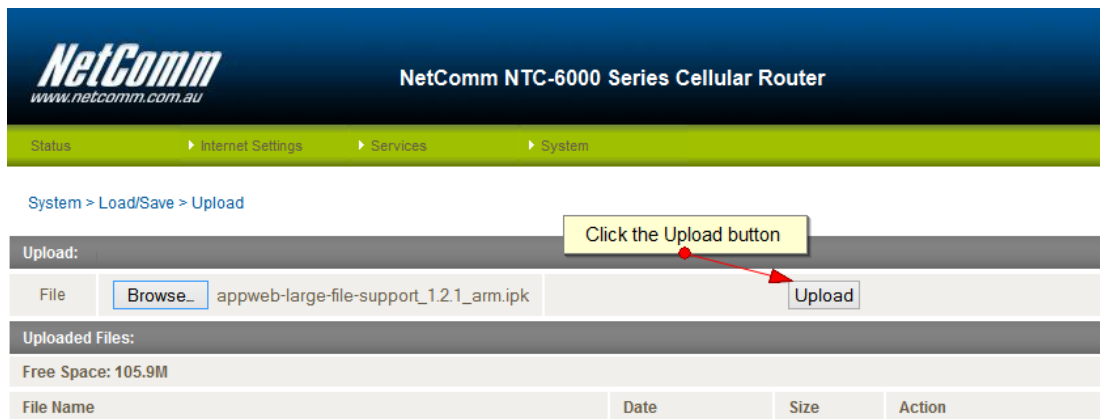 NetComm
www.netcomm.com.au
NetComm NTC-6000 Series Cellular Router
Status Internet Settings Services System
System > Load/Save > Upload
Click the Upload button
Upload:
File Browse... appweb-large-file-support_1.2.1_arm.ipk Upload
Uploaded Files:
Free Space: 105.9M
File Name Date Size Action